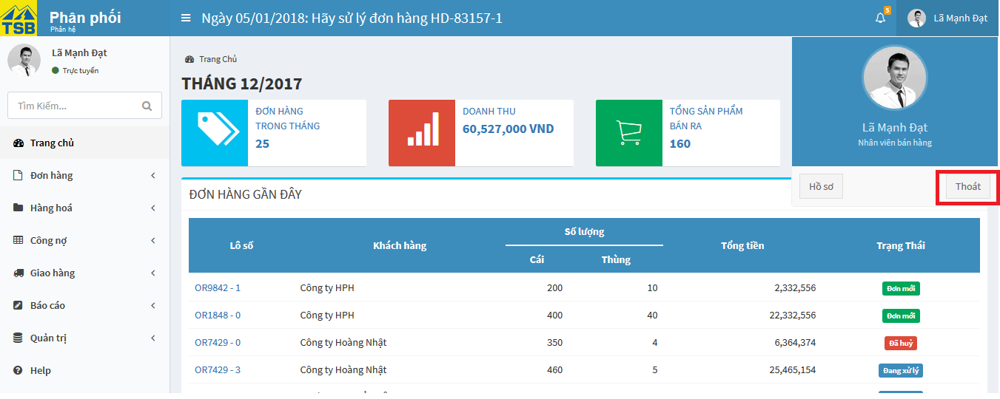 TSB
Phân phối
Phân hệ
Ngày 05/01/2018: Hãy sử lý đơn hàng HD-83157-1
5
Lã Mạnh Đạt
Lã Mạnh Đạt
Trực tuyến
Tìm Kiếm...
Trang chủ
Đơn hàng
Hàng hoá
Công nợ
Giao hàng
Báo cáo
Quản trị
Help
Trang Chủ
THÁNG 12/2017
ĐƠN HÀNG
TRONG THÁNG
25
DOANH THU
60,527,000 VND
TỔNG SẢN PHẨM
BÁN RA
160
Lã Mạnh Đạt
Nhân viên bán hàng
Hồ sơ
Thoát
ĐƠN HÀNG GẦN ĐÂY
Lô số Khách hàng Số lượng Tổng tiền Trạng Thái
Cái Thùng
OR9842 - 1 Công ty HPH 200 10 2,332,556 Đơn mới
OR1848 - 0 Công ty HPH 400 40 22,332,556 Đơn mới
OR7429 - 0 Công ty Hoàng Nhật 350 4 6,364,374 Đã huỷ
OR7429 - 3 Công ty Hoàng Nhật 460 5 25,465,154 Đang xử lý